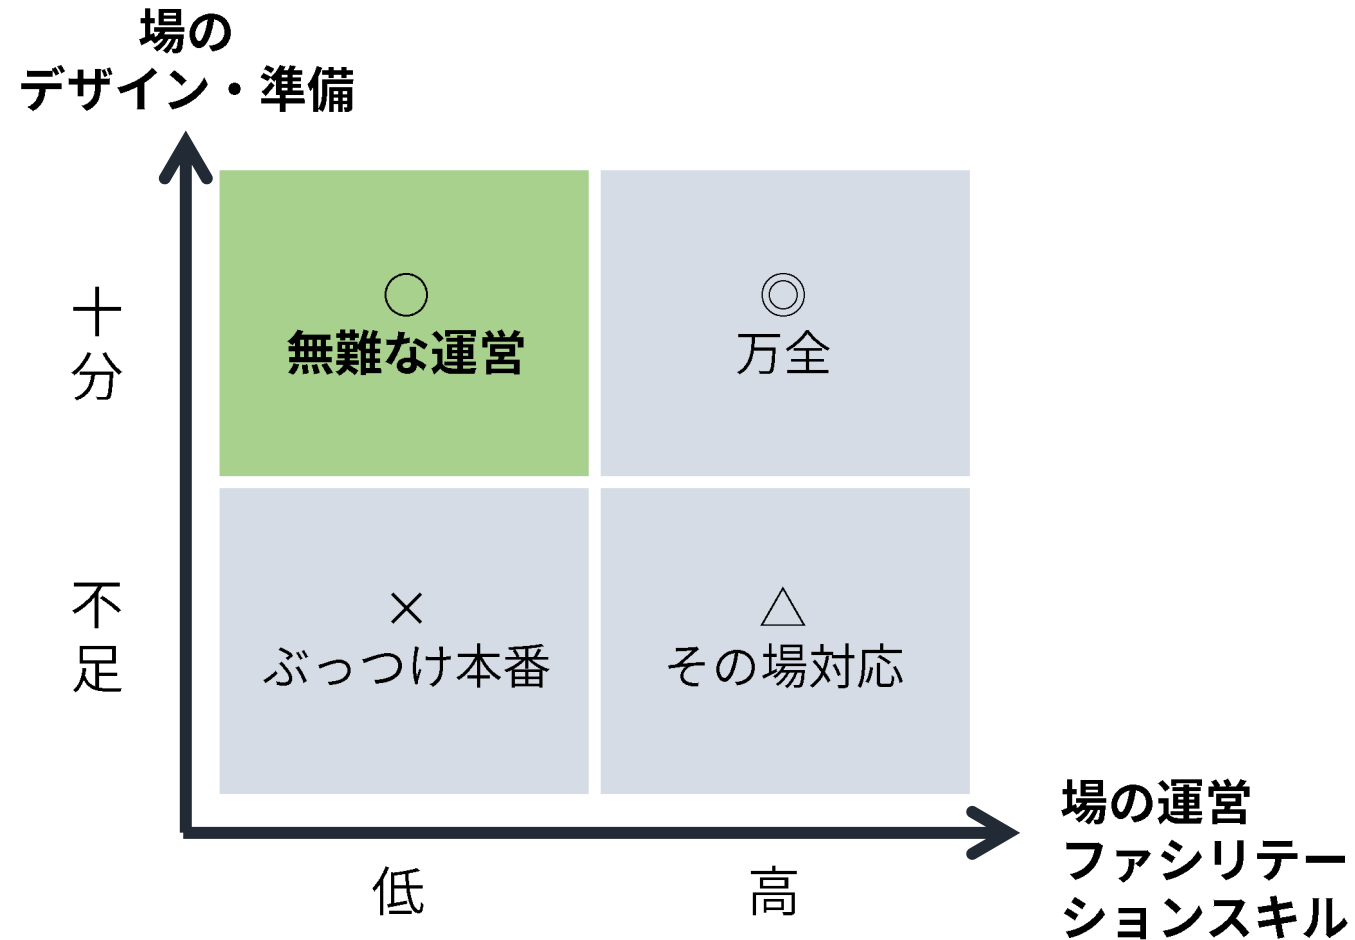 場の
デザイン・準備
十
分
○
無難な運営
◎
万全
不
足
×
ぶっつけ本番
△
その場対応
低
高
場の運営
ファシリテー
ションスキル